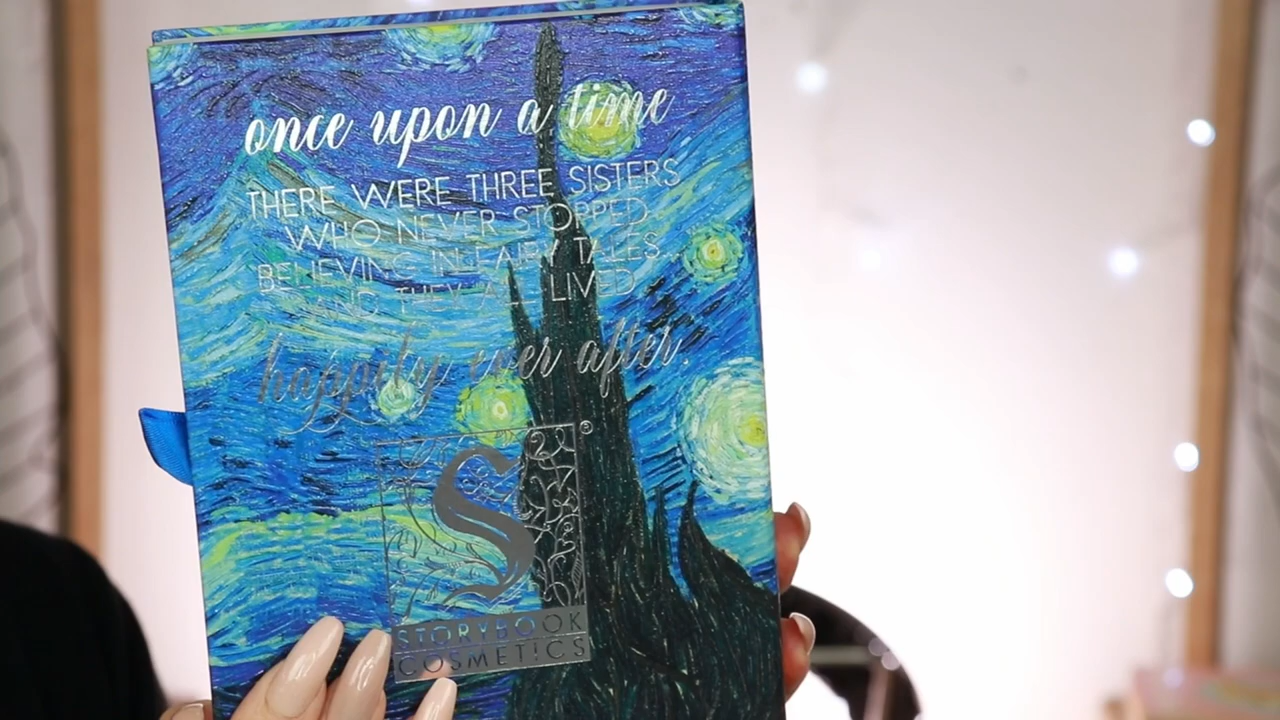 once upon a time
THERE WERE THREE SISTERS
WHO NEVER STOPPED
BELIEVING IN FAIRY TALES
AND THEY ALL LIVED
happily ever after.
S
®
STORYBOOK
COSMETICS